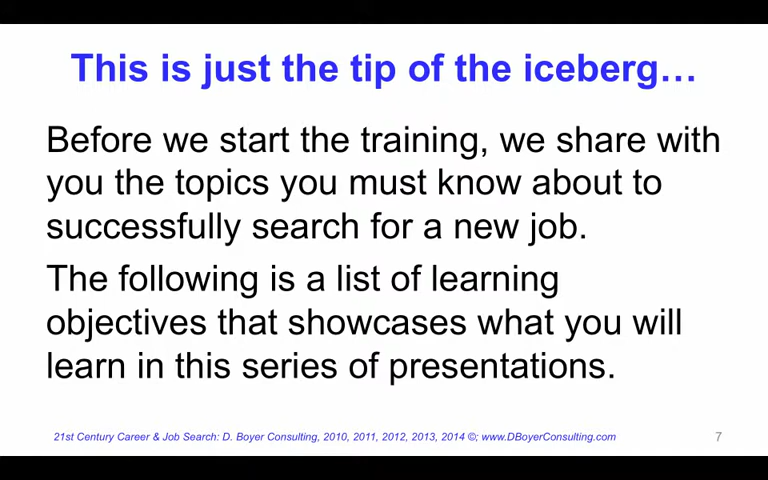 This is just the tip of the iceberg…
Before we start the training, we share with
you the topics you must know about to
successfully search for a new job.
The following is a list of learning
objectives that showcases what you will
learn in this series of presentations.
21st Century Career & Job Search: D. Boyer Consulting, 2010, 2011, 2012, 2013, 2014 ©; www.DBoyerConsulting.com
7